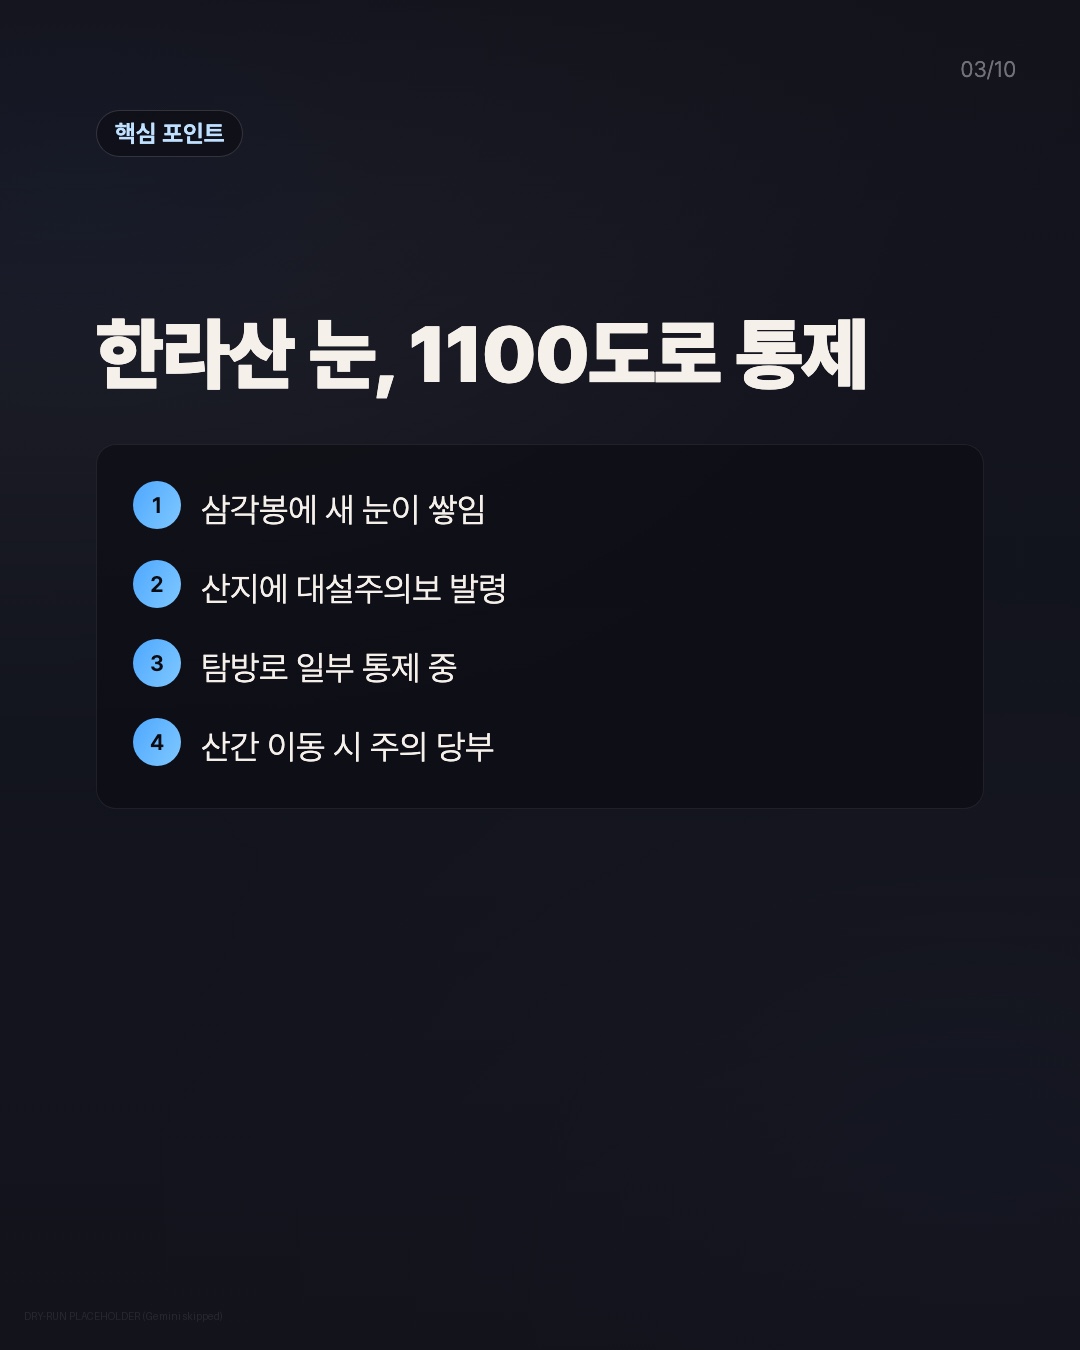 03/10
핵심 포인트
한라산 눈, 1100도로 통제
1 삼각봉에 새 눈이 쌓임
2 산지에 대설주의보 발령
3 탐방로 일부 통제 중
4 산간 이동 시 주의 당부
DRY-RUN PLACEHOLDER (Gemini skipped)